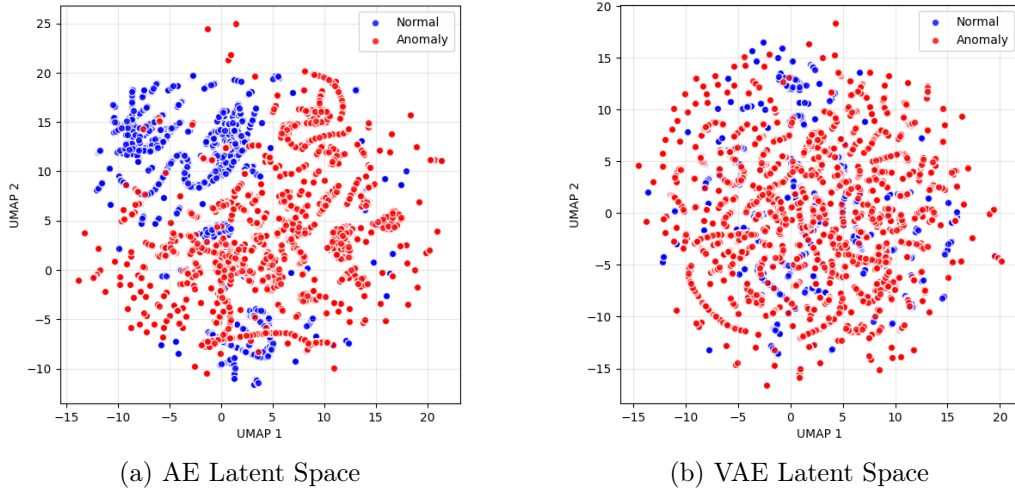 Normal
Anomaly
25
20
15
10
5
0
−5
−10
UMAP 2
−15 −10 −5 0 5 10 15 20
UMAP 1
(a) AE Latent Space
Normal
Anomaly
20
15
10
5
0
−5
−10
−15
UMAP 2
−15 −10 −5 0 5 10 15 20
UMAP 1
(b) VAE Latent Space